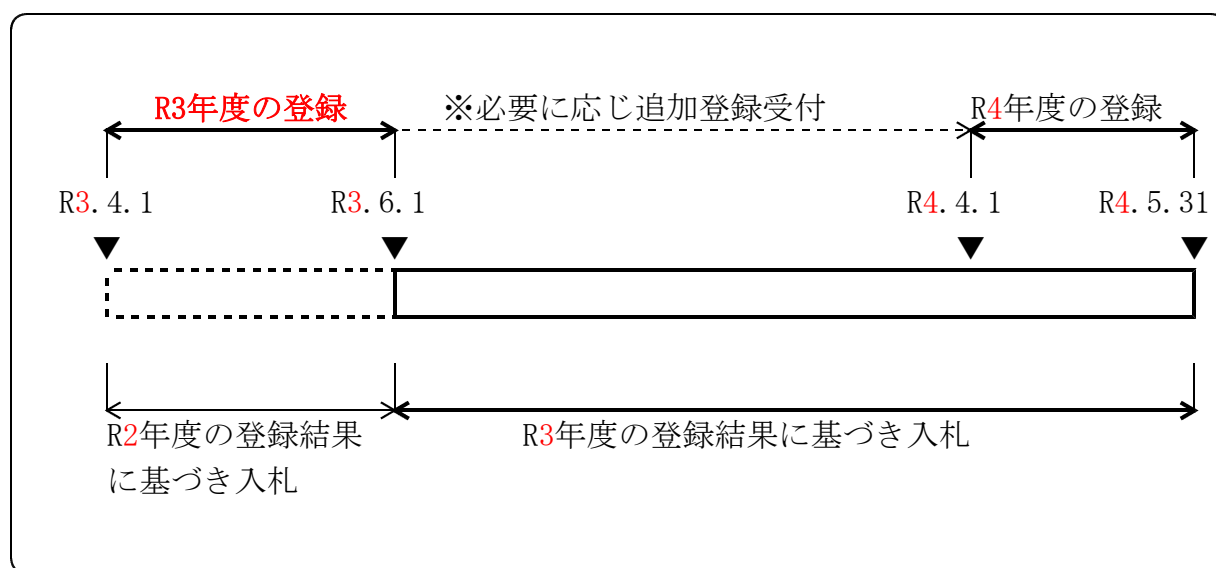 R3年度の登録 ※必要に応じ追加登録受付 R4年度の登録
R3.4.1 R3.6.1 R4.4.1 R4.5.31
R2年度の登録結果 R3年度の登録結果に基づき入札
に基づき入札